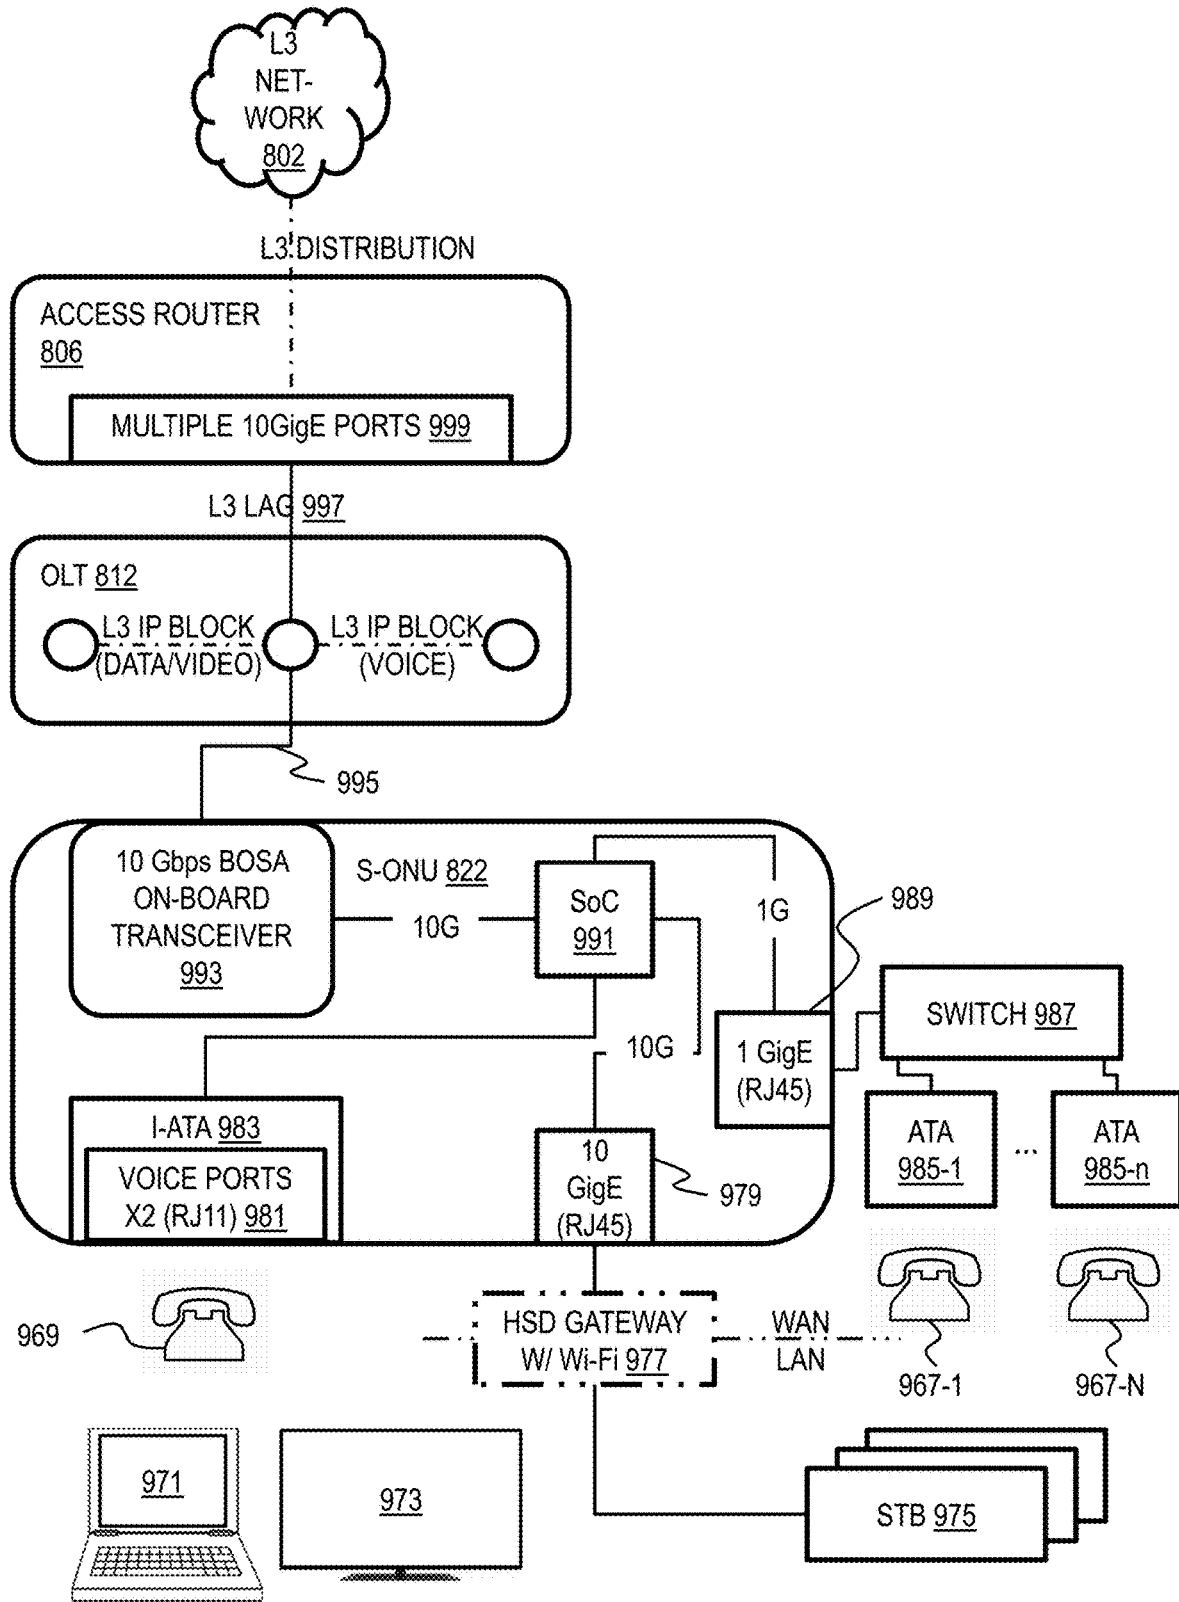 L3
NET-
WORK
802
L3 DISTRIBUTION
ACCESS ROUTER
806
MULTIPLE 10GigE PORTS 999
L3 LAG 997
OLT 812
L3 IP BLOCK
(DATA/VIDEO)
L3 IP BLOCK
(VOICE)
995
10 Gbps BOSA
ON-BOARD
TRANSCEIVER
993
S-ONU 822
10G
SoC
991
1G
989
10G
1 GigE
(RJ45)
SWITCH 987
I-ATA 983
VOICE PORTS
X2 (RJ11) 981
10
GigE
(RJ45)
979
ATA
985-1
...
ATA
985-n
969
HSD GATEWAY
W/ Wi-Fi 977
WAN
LAN
967-1
967-N
971
973
STB 975